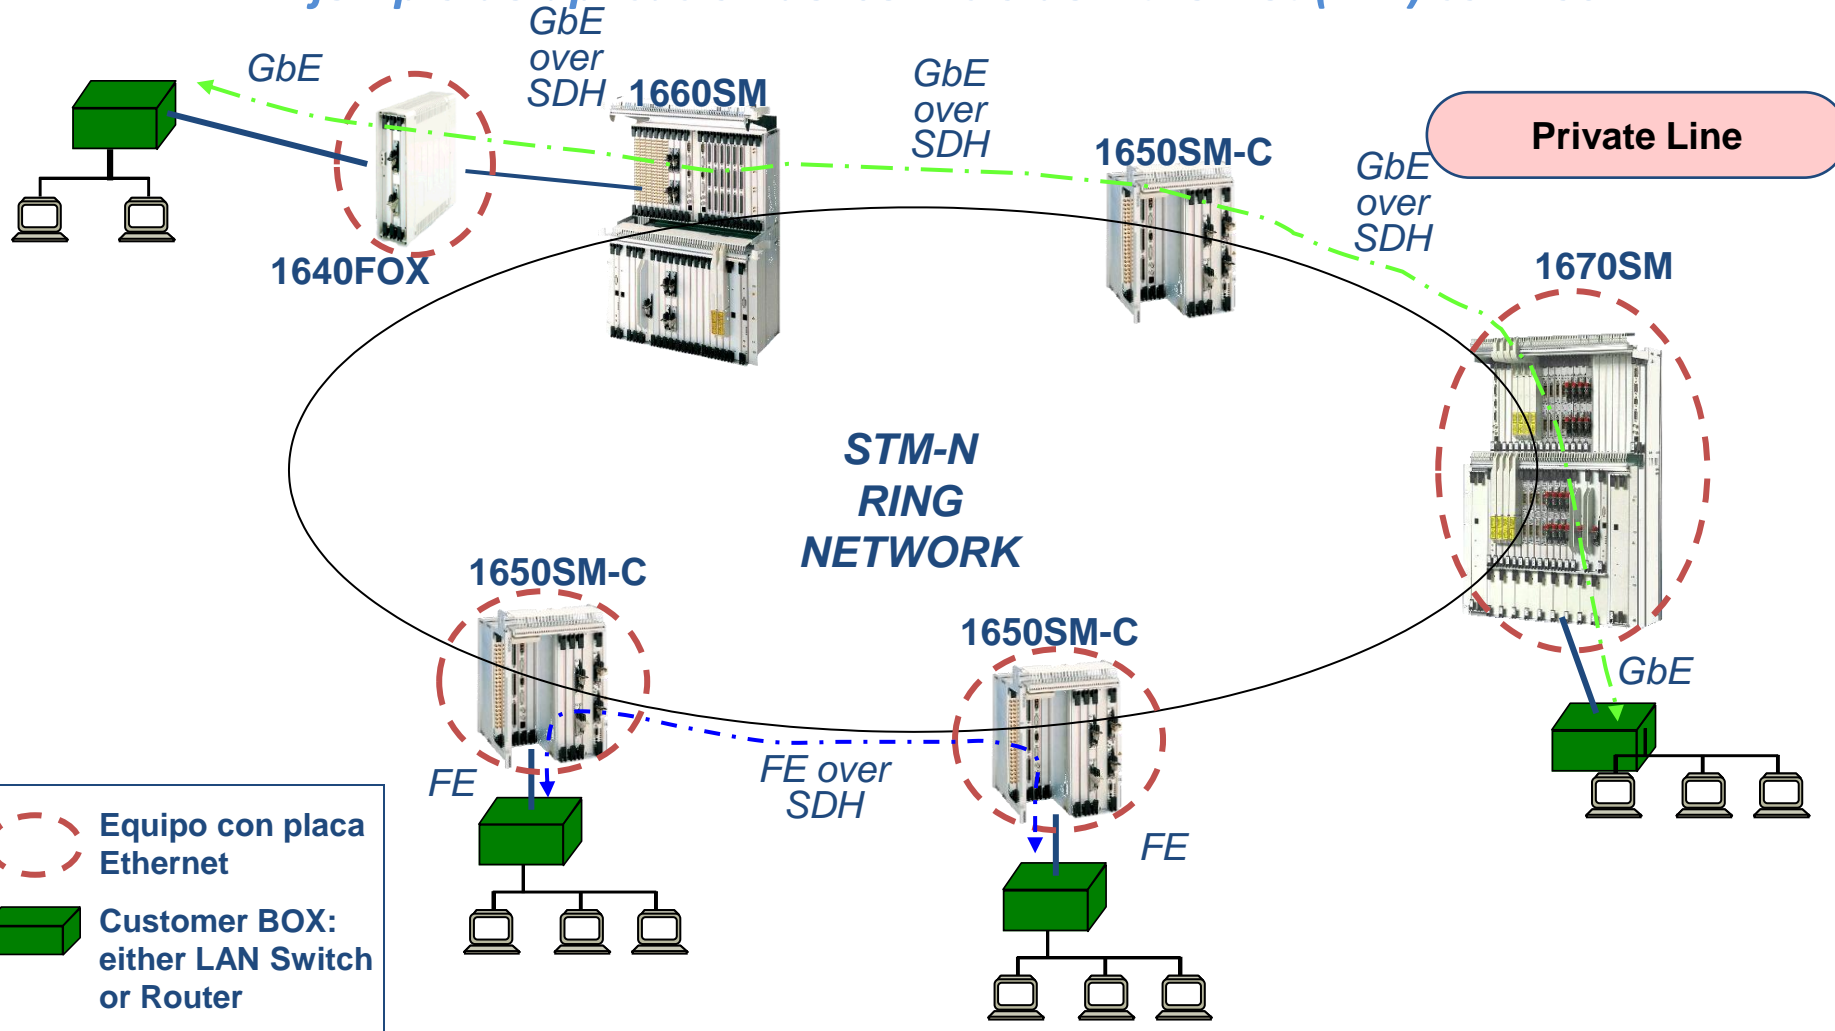 GbE
GbE
over
SDH
1660SM
GbE
over
SDH
1650SM-C
GbE
over
SDH
Private Line
1640FOX
1670SM
STM-N
RING
NETWORK
1650SM-C
1650SM-C
GbE
FE
FE over
SDH
FE
Equipo con placa
Ethernet
Customer BOX:
either LAN Switch
or Router